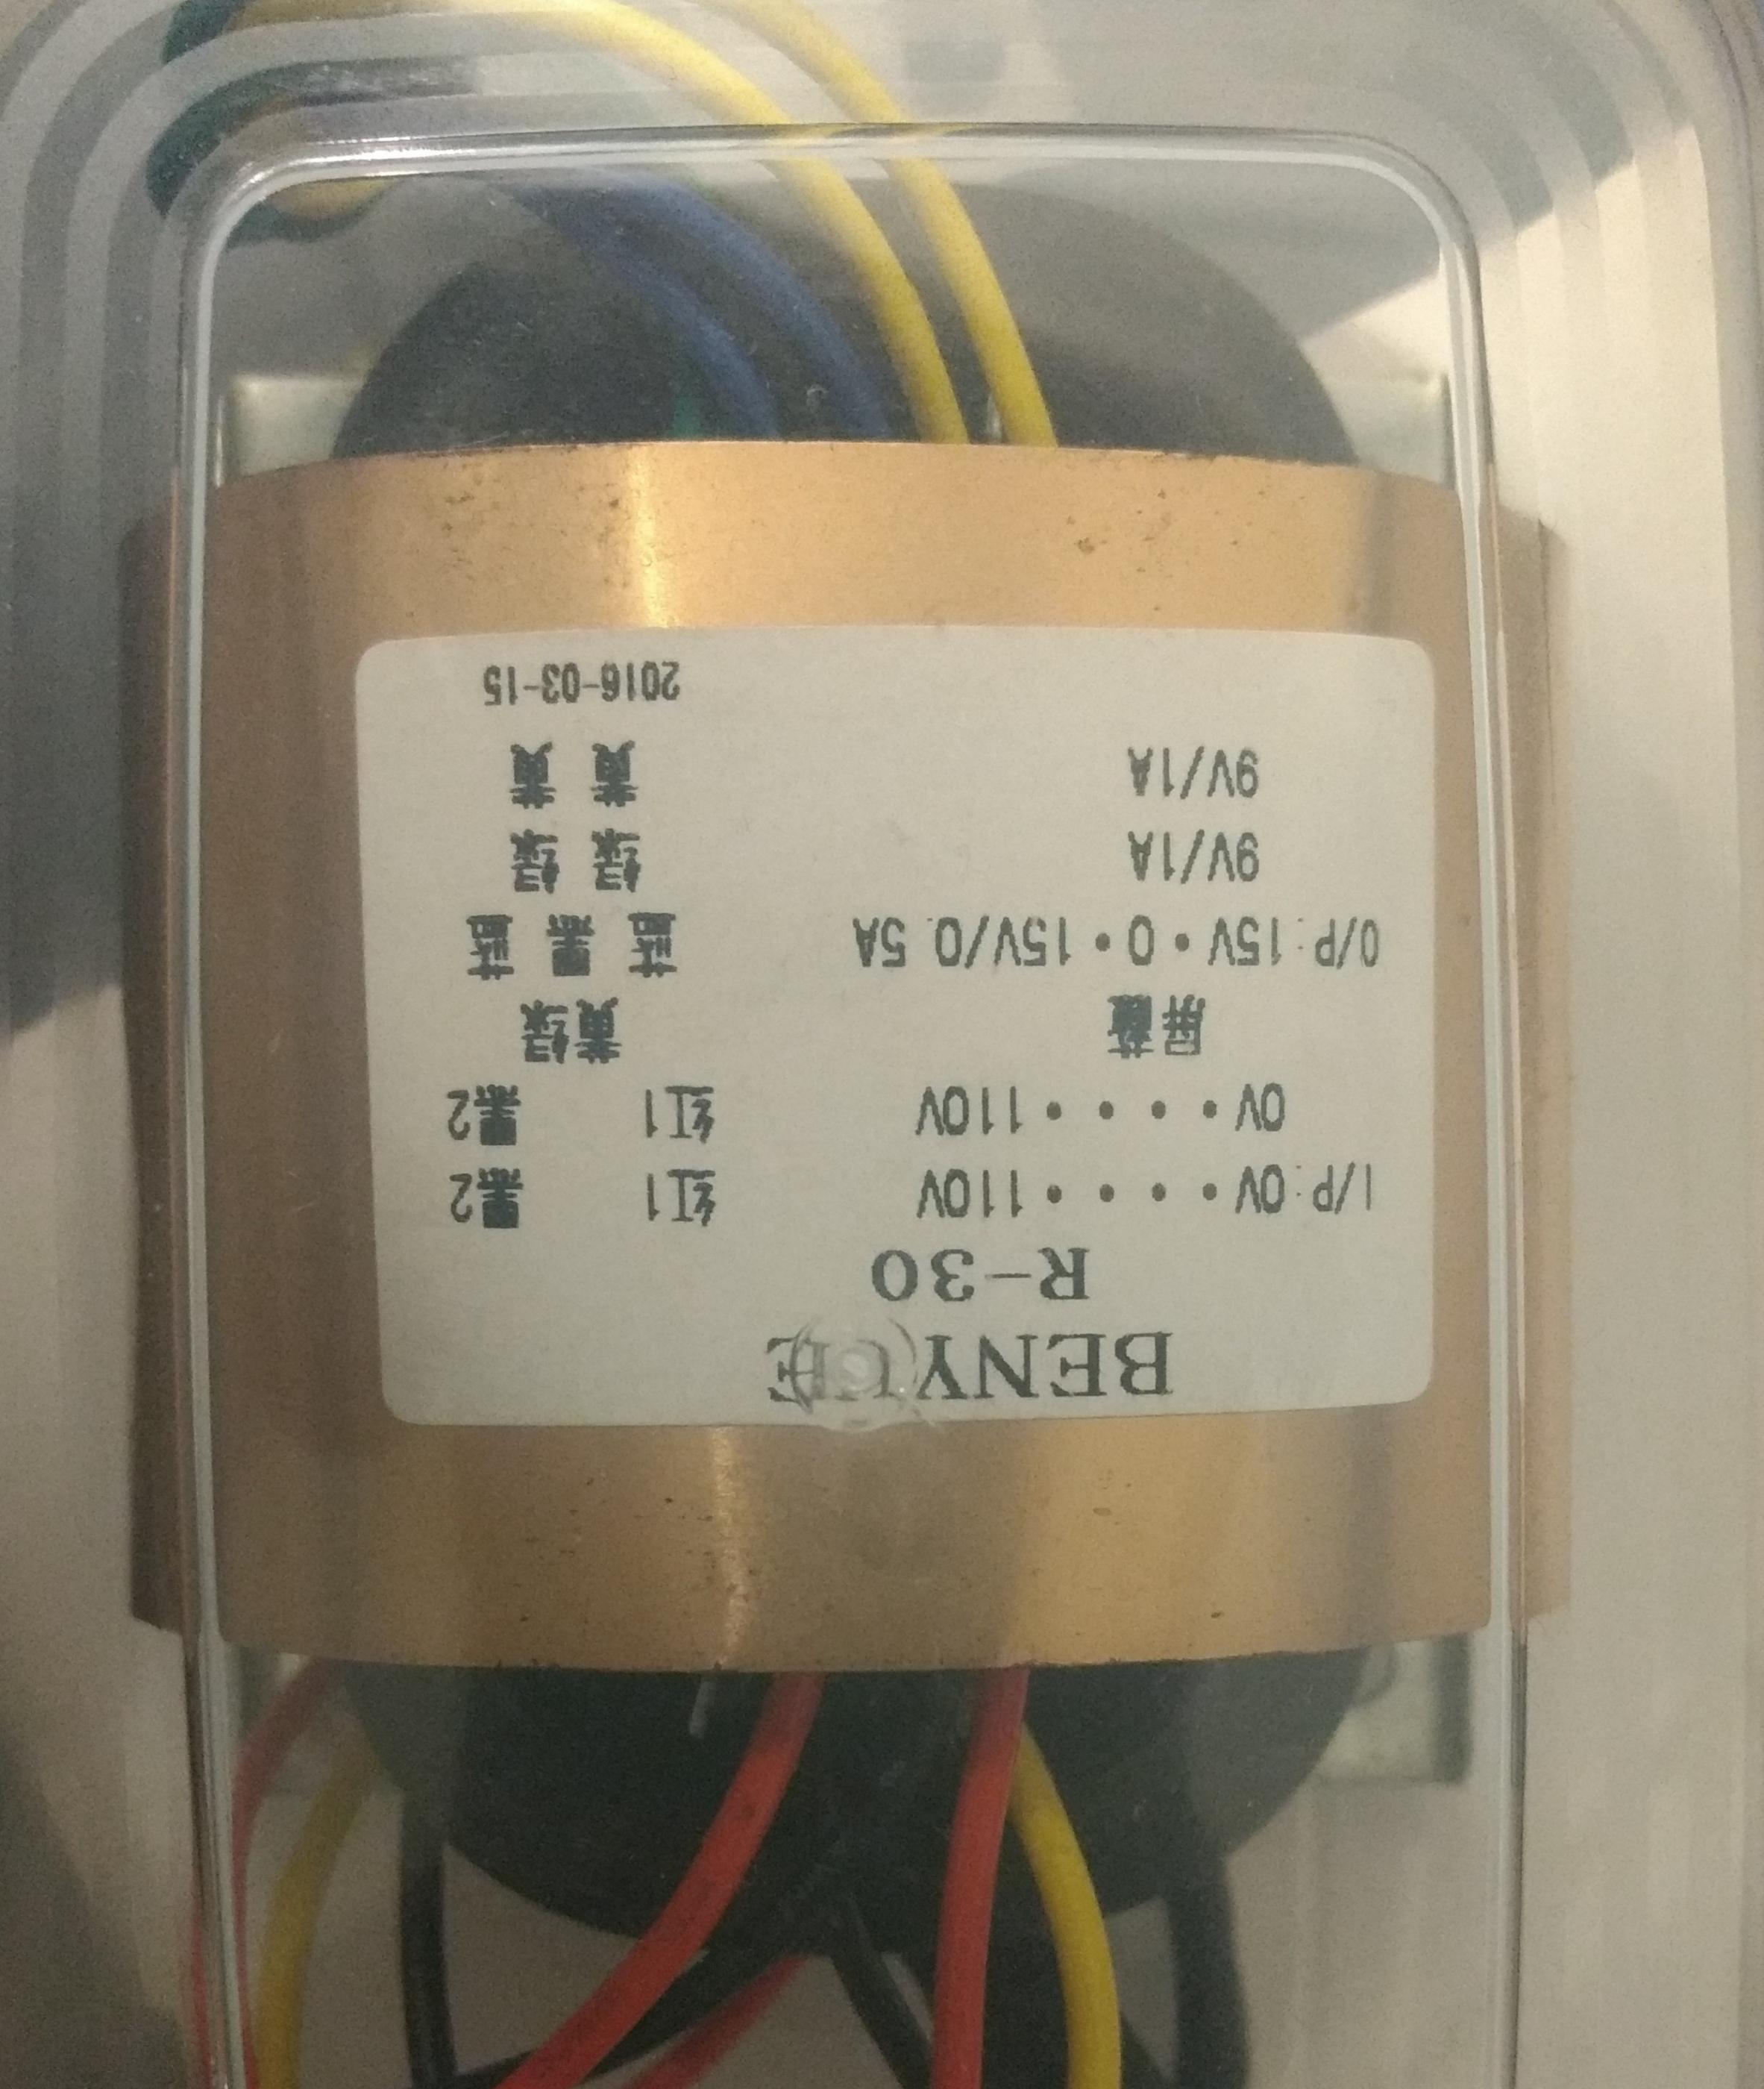 BENYUE
R-30
I/P:0V••••110V 红1 黑2
0V••••110V 红1 黑2
屏蔽 黄绿
O/P:15V•0•15V/0.5A 蓝 黑 蓝
9V/1A 绿 绿
9V/1A 黄 黄
2016-03-15